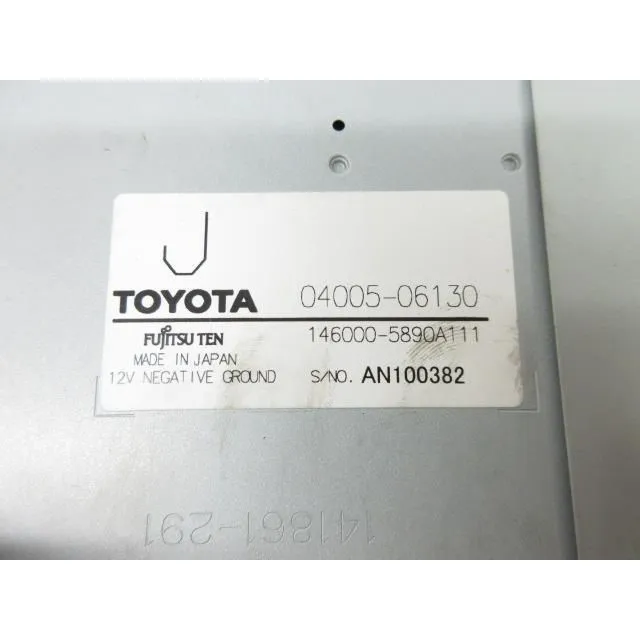 J
TOYOTA 04005-06130
FUJITSU TEN 146000-5890A111
MADE IN JAPAN
12V NEGATIVE GROUND S/NO. AN100382
141861-291